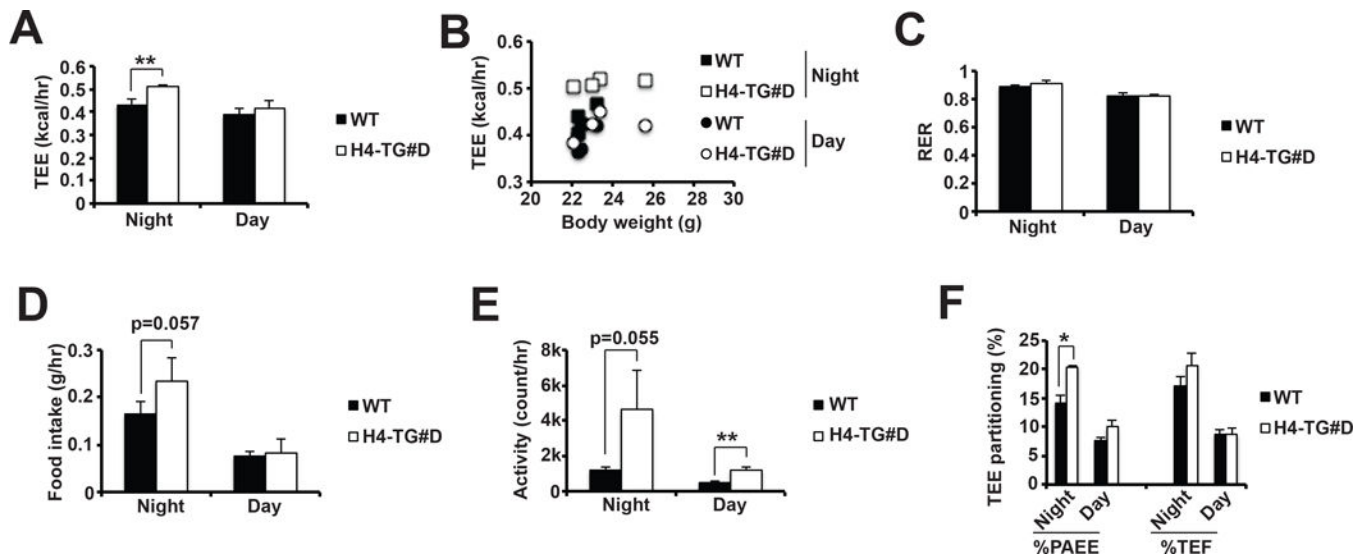 A
TEE (kcal/hr)
0.6
0.5
0.4
0.3
0.2
0.1
0
**
Night
Day
WT
H4-TG#D
B
TEE (kcal/hr)
0.6
0.5
0.4
0.3
20
22
24
26
28
30
Body weight (g)
WT
H4-TG#D
Night
WT
H4-TG#D
Day
C
RER
1
0.8
0.6
0.4
0.2
0
Night
Day
WT
H4-TG#D
D
Food intake (g/hr)
0.3
0.2
0.1
0
p=0.057
Night
Day
WT
H4-TG#D
E
Activity (count/hr)
8k
6k
4k
2k
0
p=0.055
**
Night
Day
WT
H4-TG#D
F
TEE partitioning (%)
25
20
15
10
5
0
*
Night
Day
Night
Day
%PAEE
%TEF
WT
H4-TG#D